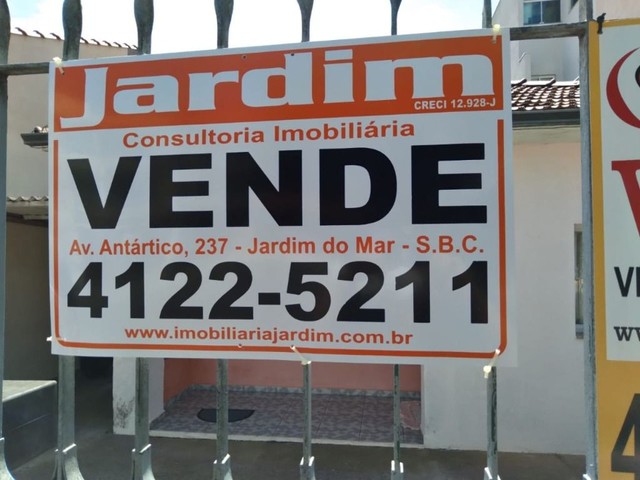 Jardim
CRECI 12.928-J
Consultoria Imobiliária
VENDE
Av. Antártico, 237 - Jardim do Mar - S.B.C.
4122-5211
www.imobiliariajardim.com.br